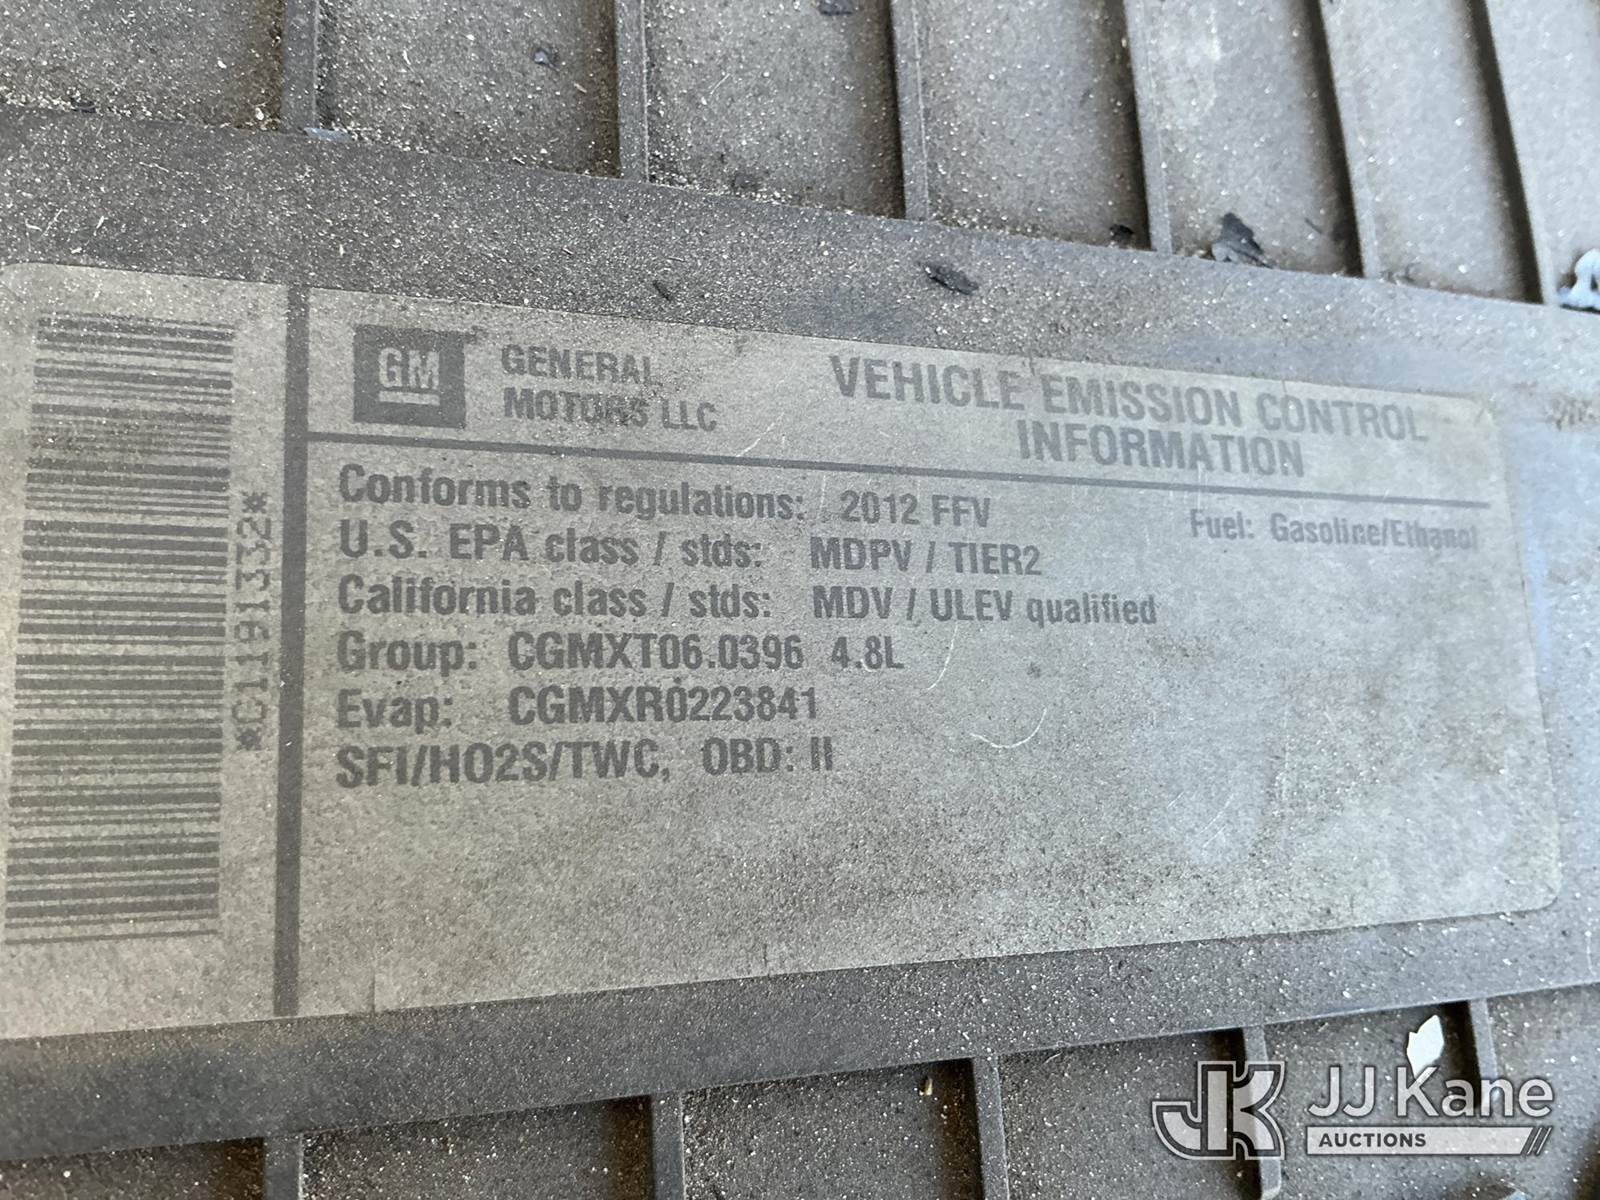 GM
GENERAL
MOTORS LLC
VEHICLE EMISSION CONTROL
INFORMATION
Conforms to regulations: 2012 FFV
Fuel: Gasoline/Ethanol
U.S. EPA class / stds: MDPV / TIER2
California class / stds: MDV / ULEV qualified
Group: CGMXT06.0396 4.8L
Evap: CGMXR0223841
SFI/HO2S/TWC, OBD: II
*C1191332*
JK JJ Kane
AUCTIONS